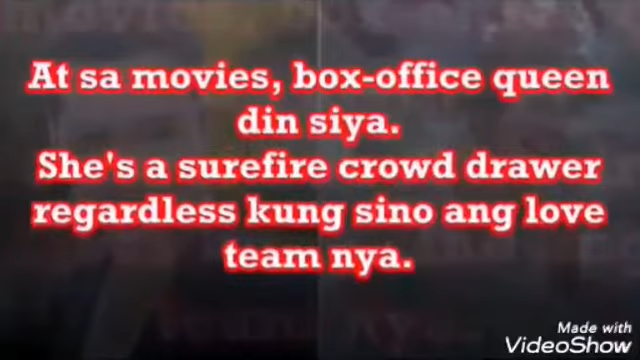 At sa movies, box-office queen
din siya.
She's a surefire crowd drawer
regardless kung sino ang love
team nya.
Made with
VideoShow